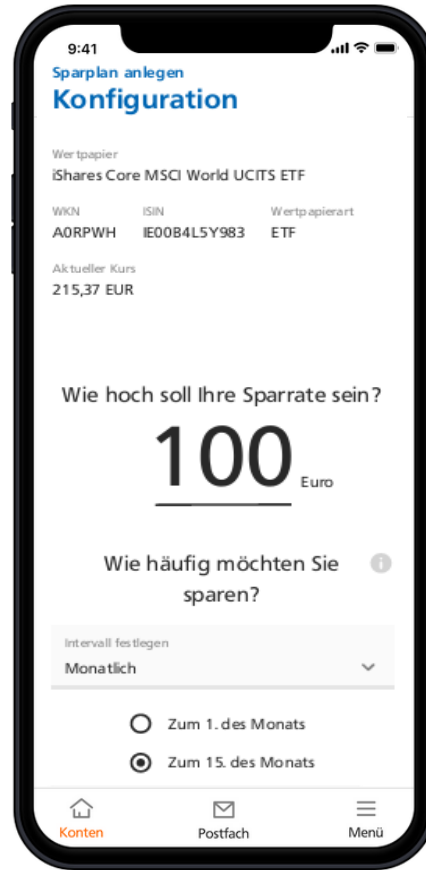 9:41
Sparplan anlegen
Konfiguration
Wertpapier
iShares Core MSCI World UCITS ETF
WKN ISIN Wertpapierart
A0RPWH IE00B4L5Y983 ETF
Aktueller Kurs
215,37 EUR
Wie hoch soll Ihre Sparrate sein?
100 Euro
Wie häufig möchten Sie
sparen?
Intervall festlegen
Monatlich
Zum 1. des Monats
Zum 15. des Monats
Konten Postfach Menü